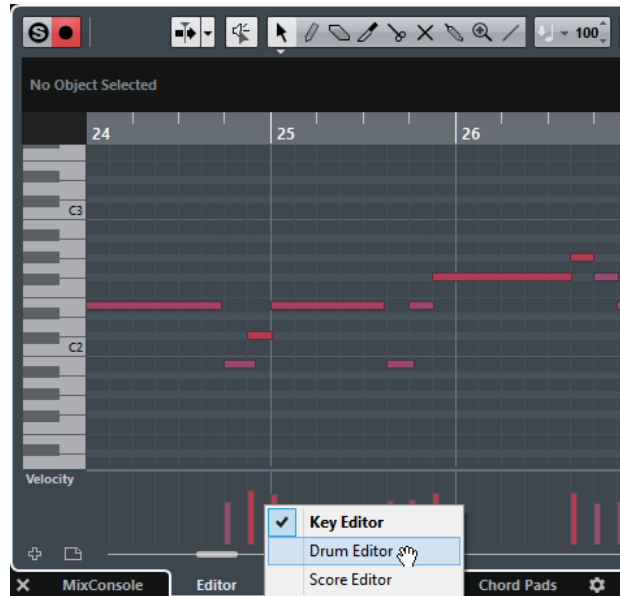 S
100
No Object Selected
24 25 26
C3
C2
Velocity
Key Editor
Drum Editor
Score Editor
MixConsole Editor Chord Pads